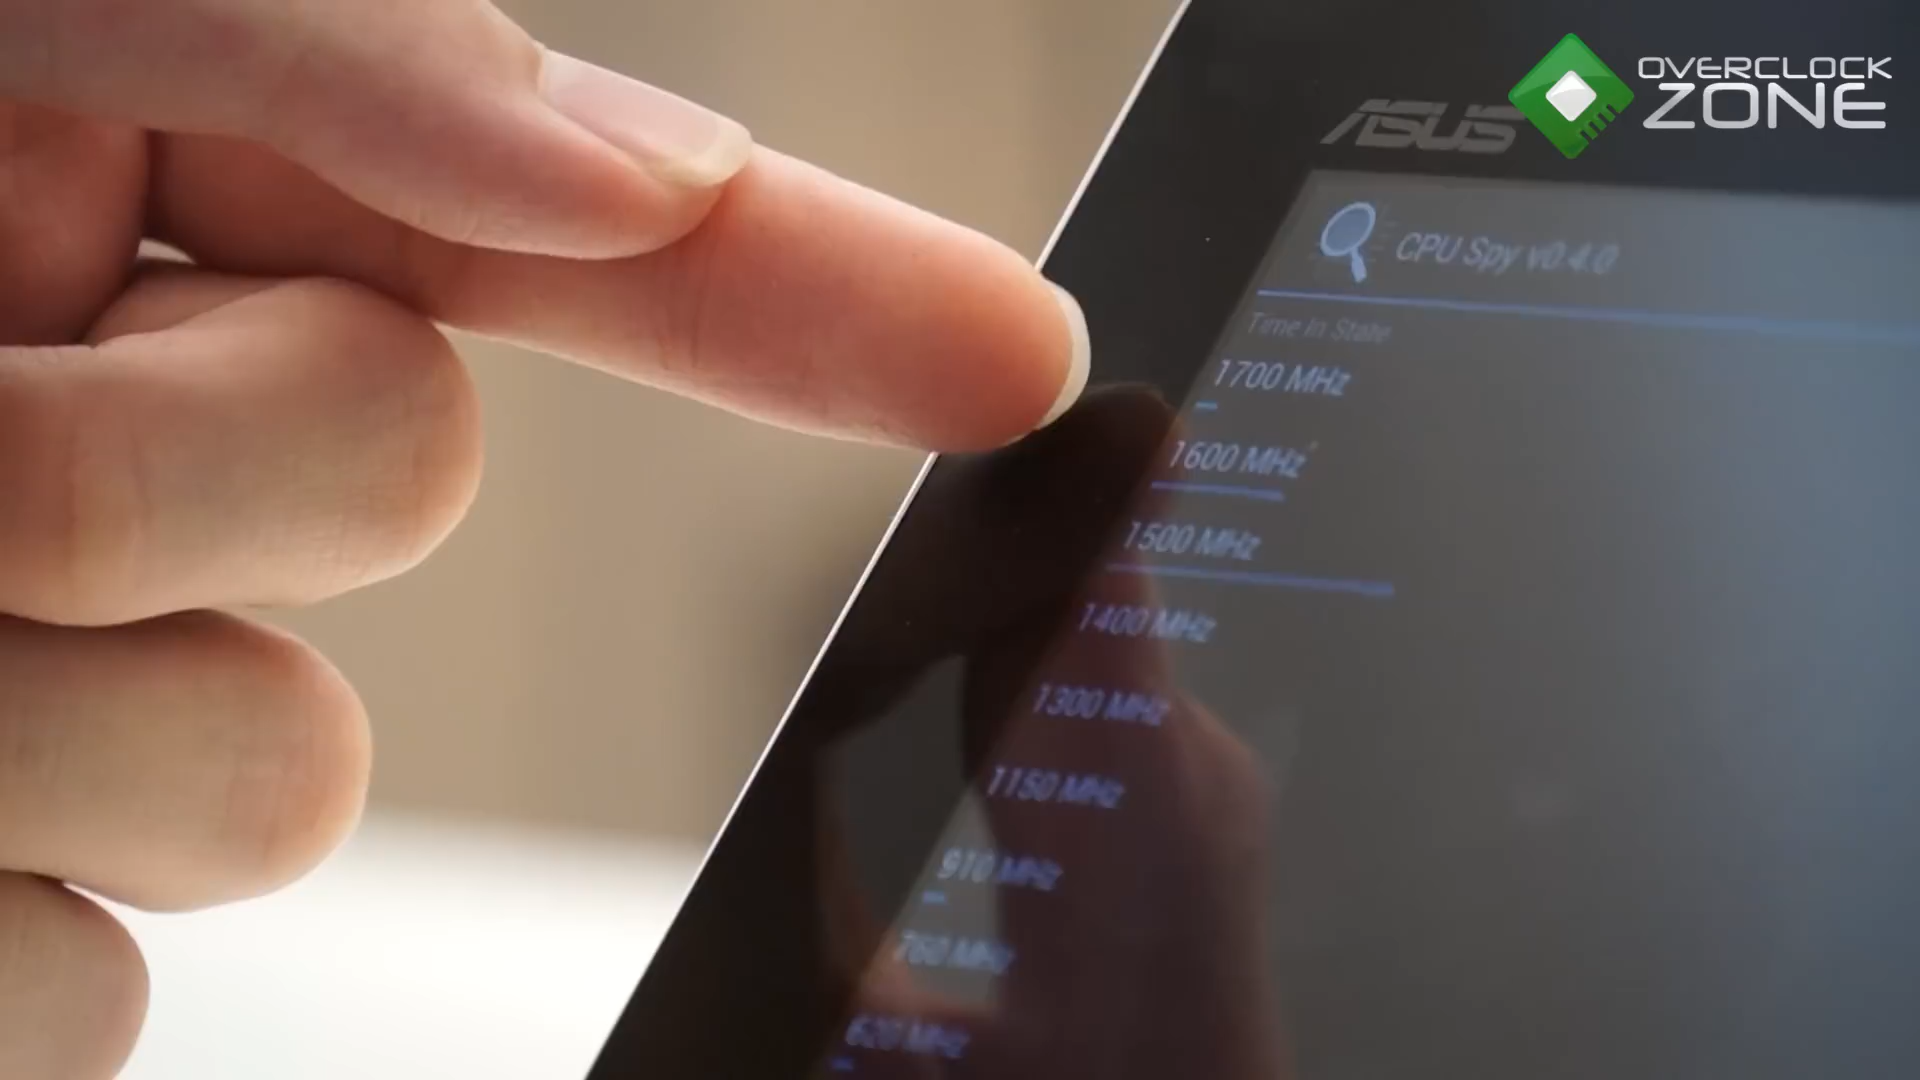 OVERCLOCK
ZONE
ASUS
CPU Spy v0.4.0
Time in State
1700 MHz
1600 MHz
1500 MHz
1400 MHz
1300 MHz
1150 MHz
910 MHz
760 MHz
620 MHz